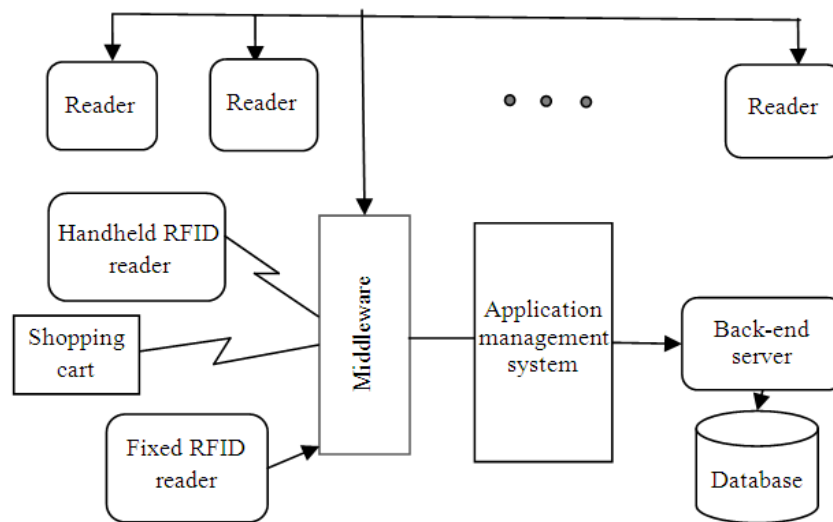 Reader
Reader
Reader
Handheld RFID
reader
Shopping
cart
Fixed RFID
reader
Middleware
Application
management
system
Back-end
server
Database